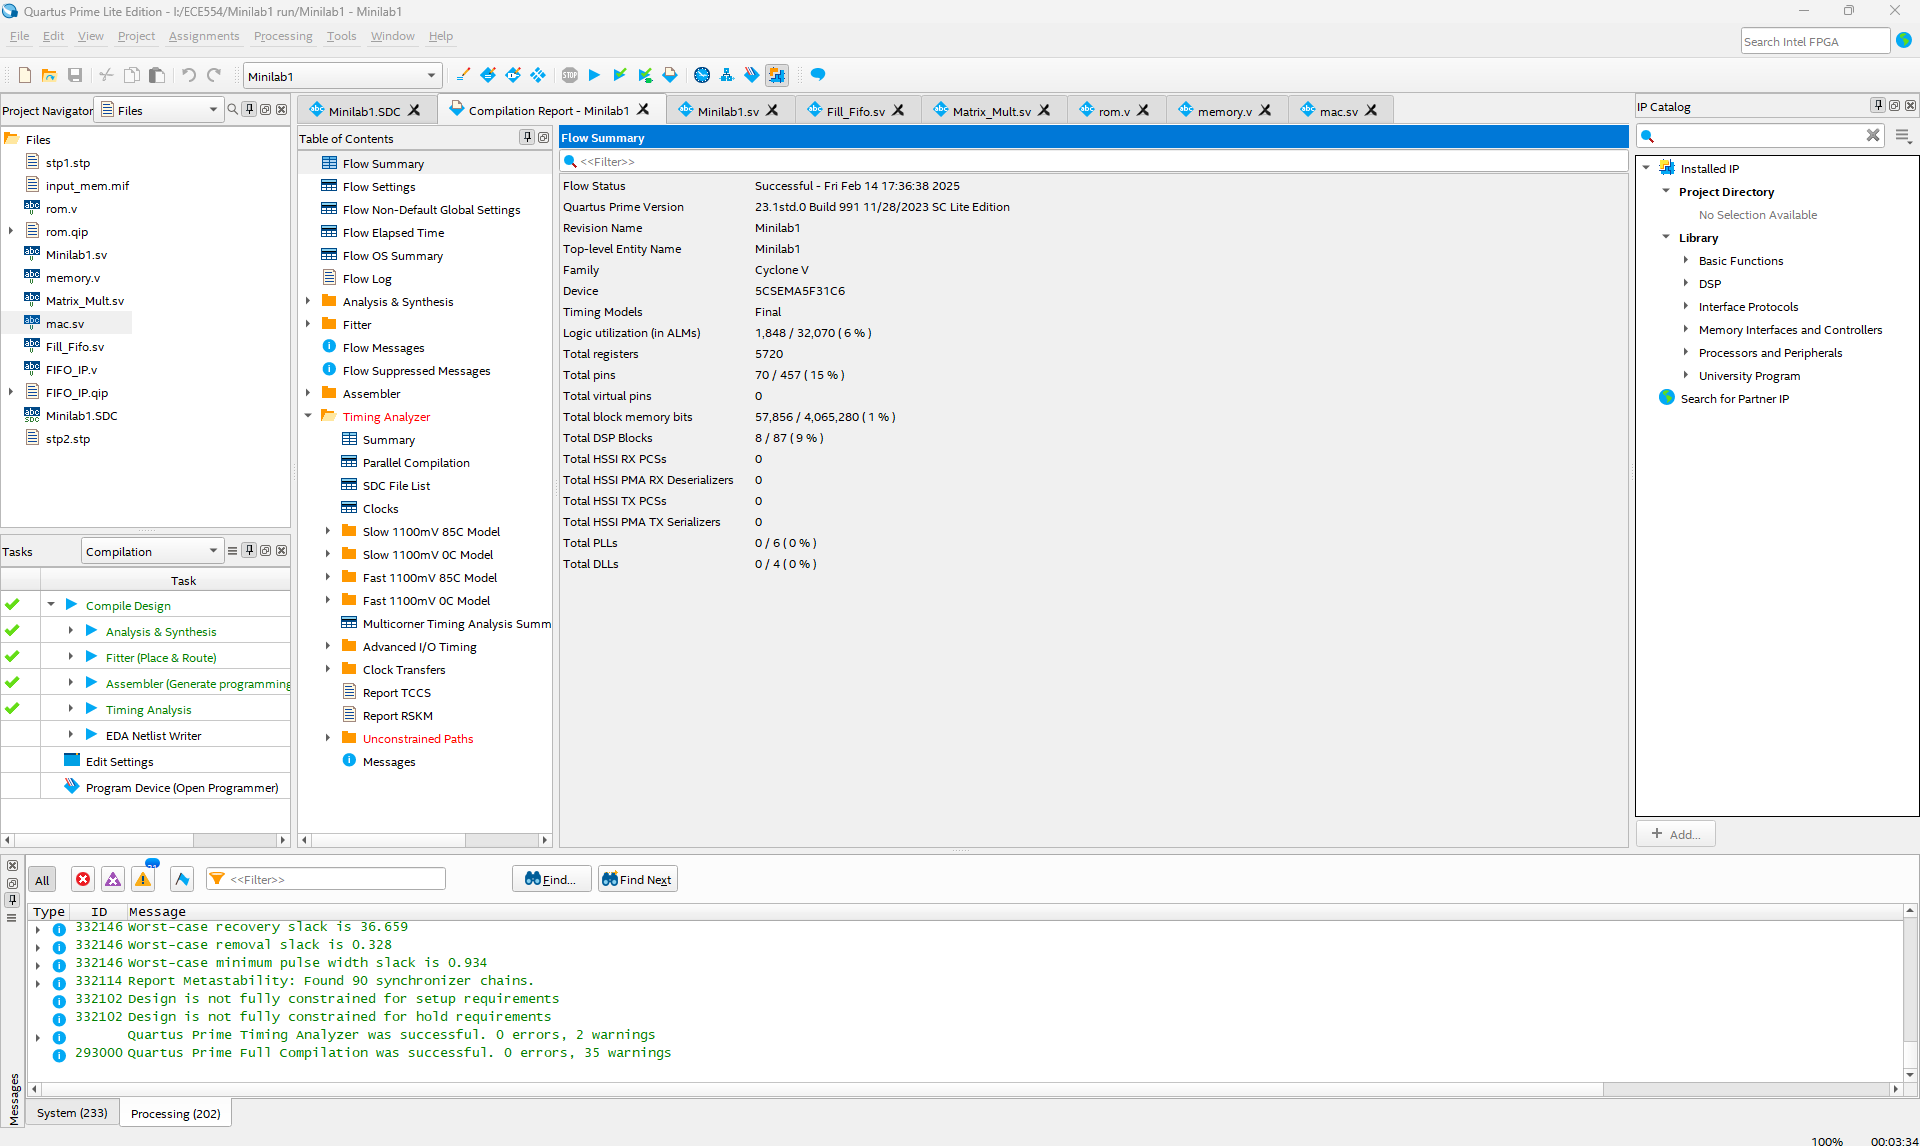 Quartus Prime Lite Edition - I:/ECE554/Minilab1 run/Minilab1 - Minilab1
File Edit View Project Assignments Processing Tools Window Help
Search Intel FPGA
Minilab1
STOP
Project Navigator Files
Files
stp1.stp
input_mem.mif
rom.v
rom.qip
Minilab1.sv
memory.v
Matrix_Mult.sv
mac.sv
Fill_Fifo.sv
FIFO_IP.v
FIFO_IP.qip
Minilab1.SDC
stp2.stp
Tasks Compilation
Task
Compile Design
Analysis & Synthesis
Fitter (Place & Route)
Assembler (Generate programming
Timing Analysis
EDA Netlist Writer
Edit Settings
Program Device (Open Programmer)
Minilab1.SDC Compilation Report - Minilab1 Minilab1.sv Fill_Fifo.sv Matrix_Mult.sv rom.v memory.v mac.sv
Table of Contents
Flow Summary
Flow Settings
Flow Non-Default Global Settings
Flow Elapsed Time
Flow OS Summary
Flow Log
Analysis & Synthesis
Fitter
Flow Messages
Flow Suppressed Messages
Assembler
Timing Analyzer
Summary
Parallel Compilation
SDC File List
Clocks
Slow 1100mV 85C Model
Slow 1100mV 0C Model
Fast 1100mV 85C Model
Fast 1100mV 0C Model
Multicorner Timing Analysis Summ
Advanced I/O Timing
Clock Transfers
Report TCCS
Report RSKM
Unconstrained Paths
Messages
Flow Summary
<<Filter>>
Flow Status Successful - Fri Feb 14 17:36:38 2025
Quartus Prime Version 23.1std.0 Build 991 11/28/2023 SC Lite Edition
Revision Name Minilab1
Top-level Entity Name Minilab1
Family Cyclone V
Device 5CSEMA5F31C6
Timing Models Final
Logic utilization (in ALMs) 1,848 / 32,070 ( 6 % )
Total registers 5720
Total pins 70 / 457 ( 15 % )
Total virtual pins 0
Total block memory bits 57,856 / 4,065,280 ( 1 % )
Total DSP Blocks 8 / 87 ( 9 % )
Total HSSI RX PCSs 0
Total HSSI PMA RX Deserializers 0
Total HSSI TX PCSs 0
Total HSSI PMA TX Serializers 0
Total PLLs 0 / 6 ( 0 % )
Total DLLs 0 / 4 ( 0 % )
IP Catalog
Installed IP
Project Directory
No Selection Available
Library
Basic Functions
DSP
Interface Protocols
Memory Interfaces and Controllers
Processors and Peripherals
University Program
Search for Partner IP
+ Add...
All <<Filter>> Find... Find Next
Type ID Message
332146 Worst-case recovery slack is 36.659
332146 Worst-case removal slack is 0.328
332146 Worst-case minimum pulse width slack is 0.934
332114 Report Metastability: Found 90 synchronizer chains.
332102 Design is not fully constrained for setup requirements
332102 Design is not fully constrained for hold requirements
Quartus Prime Timing Analyzer was successful. 0 errors, 2 warnings
293000 Quartus Prime Full Compilation was successful. 0 errors, 35 warnings
Messages
System (233) Processing (202)
100% 00:03:34